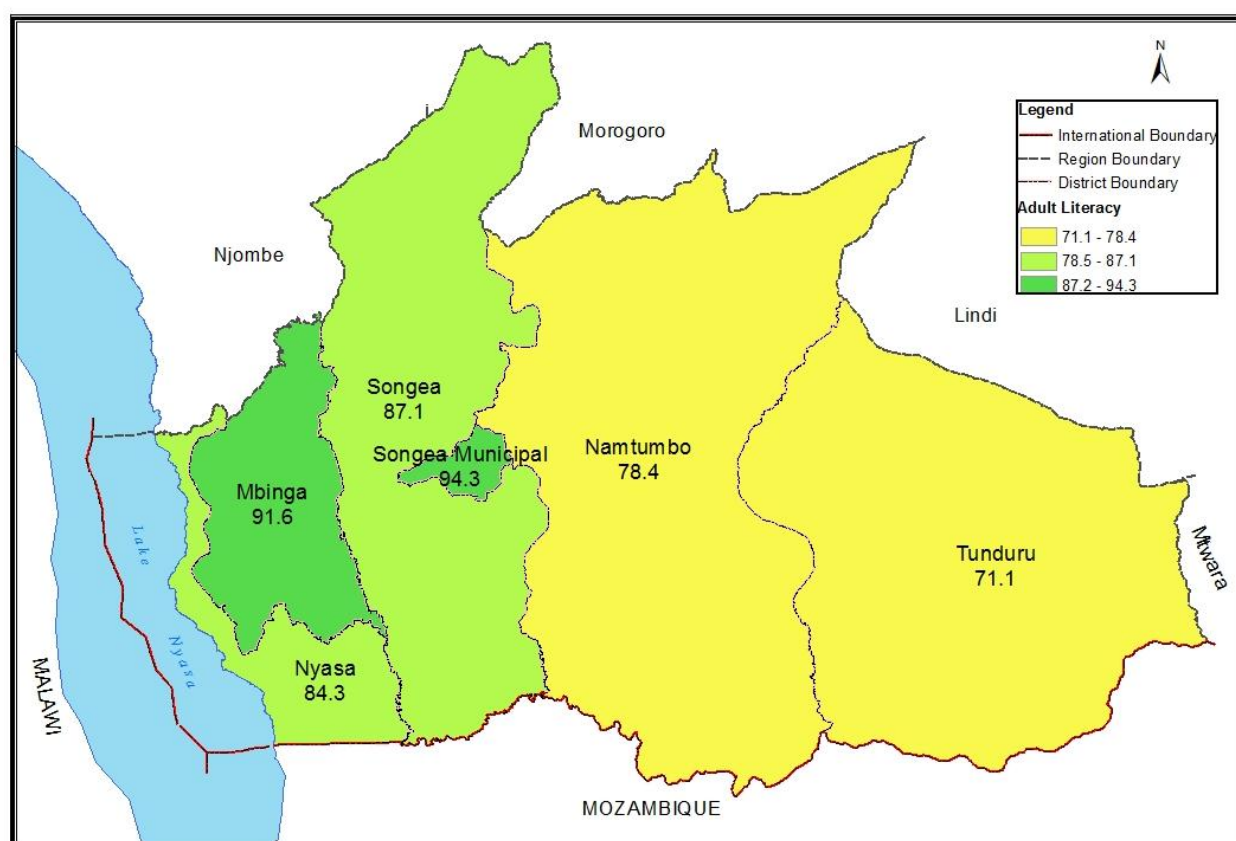 N
Morogoro
Legend
International Boundary
Region Boundary
District Boundary
Adult Literacy
71.1 - 78.4
78.5 - 87.1
87.2 - 94.3
Njombe
Lindi
Songea
87.1
Songea Municipal
94.3
Namtumbo
78.4
Mbinga
91.6
Tunduru
71.1
Mtwara
Lake
Nyasa
Nyasa
84.3
MALAWI
MOZAMBIQUE